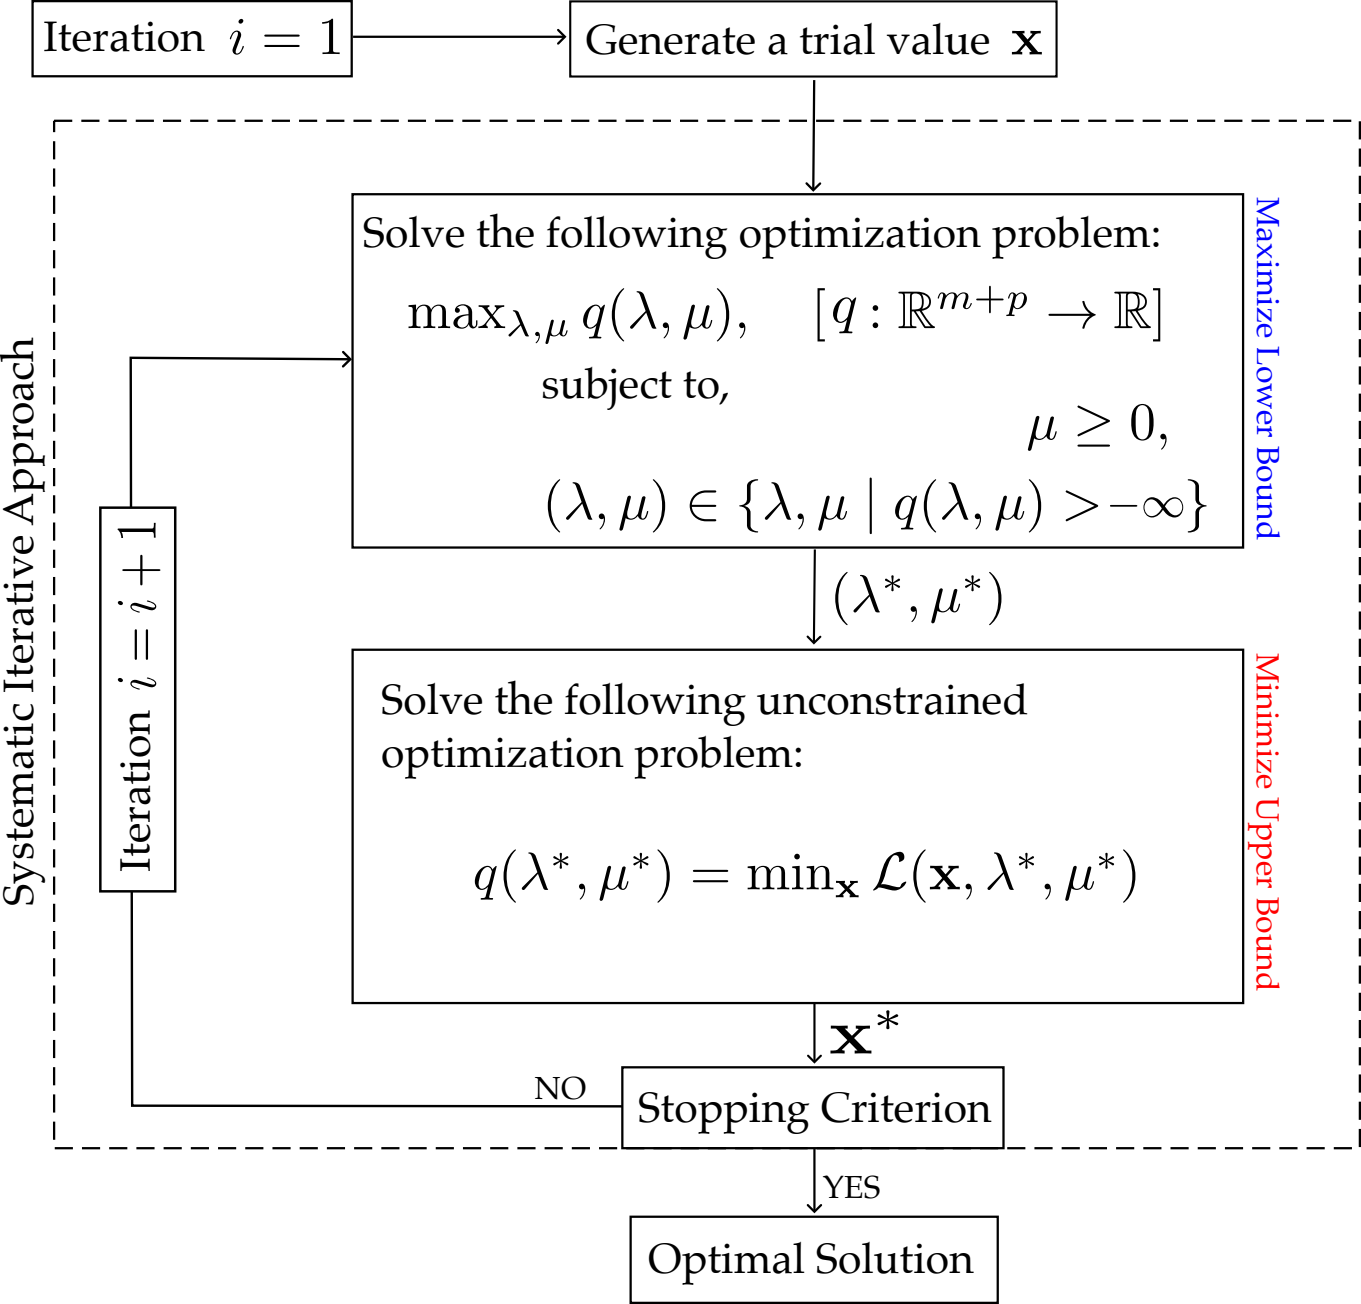 Iteration i = 1
Generate a trial value x
Systematic Iterative Approach
Solve the following optimization problem:
max_{λ,μ} q(λ, μ), [q : ℝ^{m+p} → ℝ]
subject to,
μ ≥ 0,
(λ, μ) ∈ {λ, μ | q(λ, μ) > −∞}
Maximize Lower Bound
(λ*, μ*)
Iteration i = i + 1
Solve the following unconstrained
optimization problem:
q(λ*, μ*) = min_x ℒ(x, λ*, μ*)
Minimize Upper Bound
x*
NO
Stopping Criterion
YES
Optimal Solution